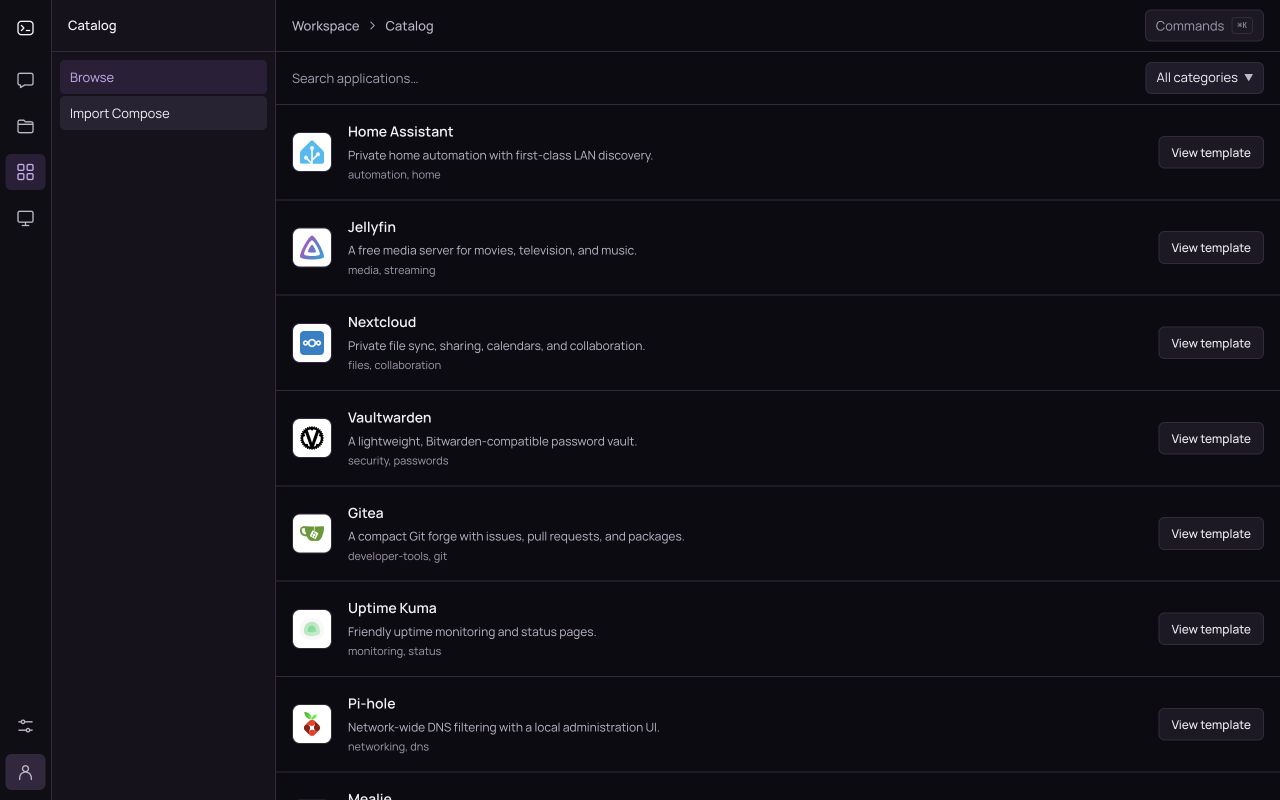 Catalog
Workspace > Catalog
Commands ⌘K
Browse
Import Compose
Search applications…
All categories ▼
Home Assistant
Private home automation with first-class LAN discovery.
automation, home
View template
Jellyfin
A free media server for movies, television, and music.
media, streaming
View template
Nextcloud
Private file sync, sharing, calendars, and collaboration.
files, collaboration
View template
Vaultwarden
A lightweight, Bitwarden-compatible password vault.
security, passwords
View template
Gitea
A compact Git forge with issues, pull requests, and packages.
developer-tools, git
View template
Uptime Kuma
Friendly uptime monitoring and status pages.
monitoring, status
View template
Pi-hole
Network-wide DNS filtering with a local administration UI.
networking, dns
View template
Mealie